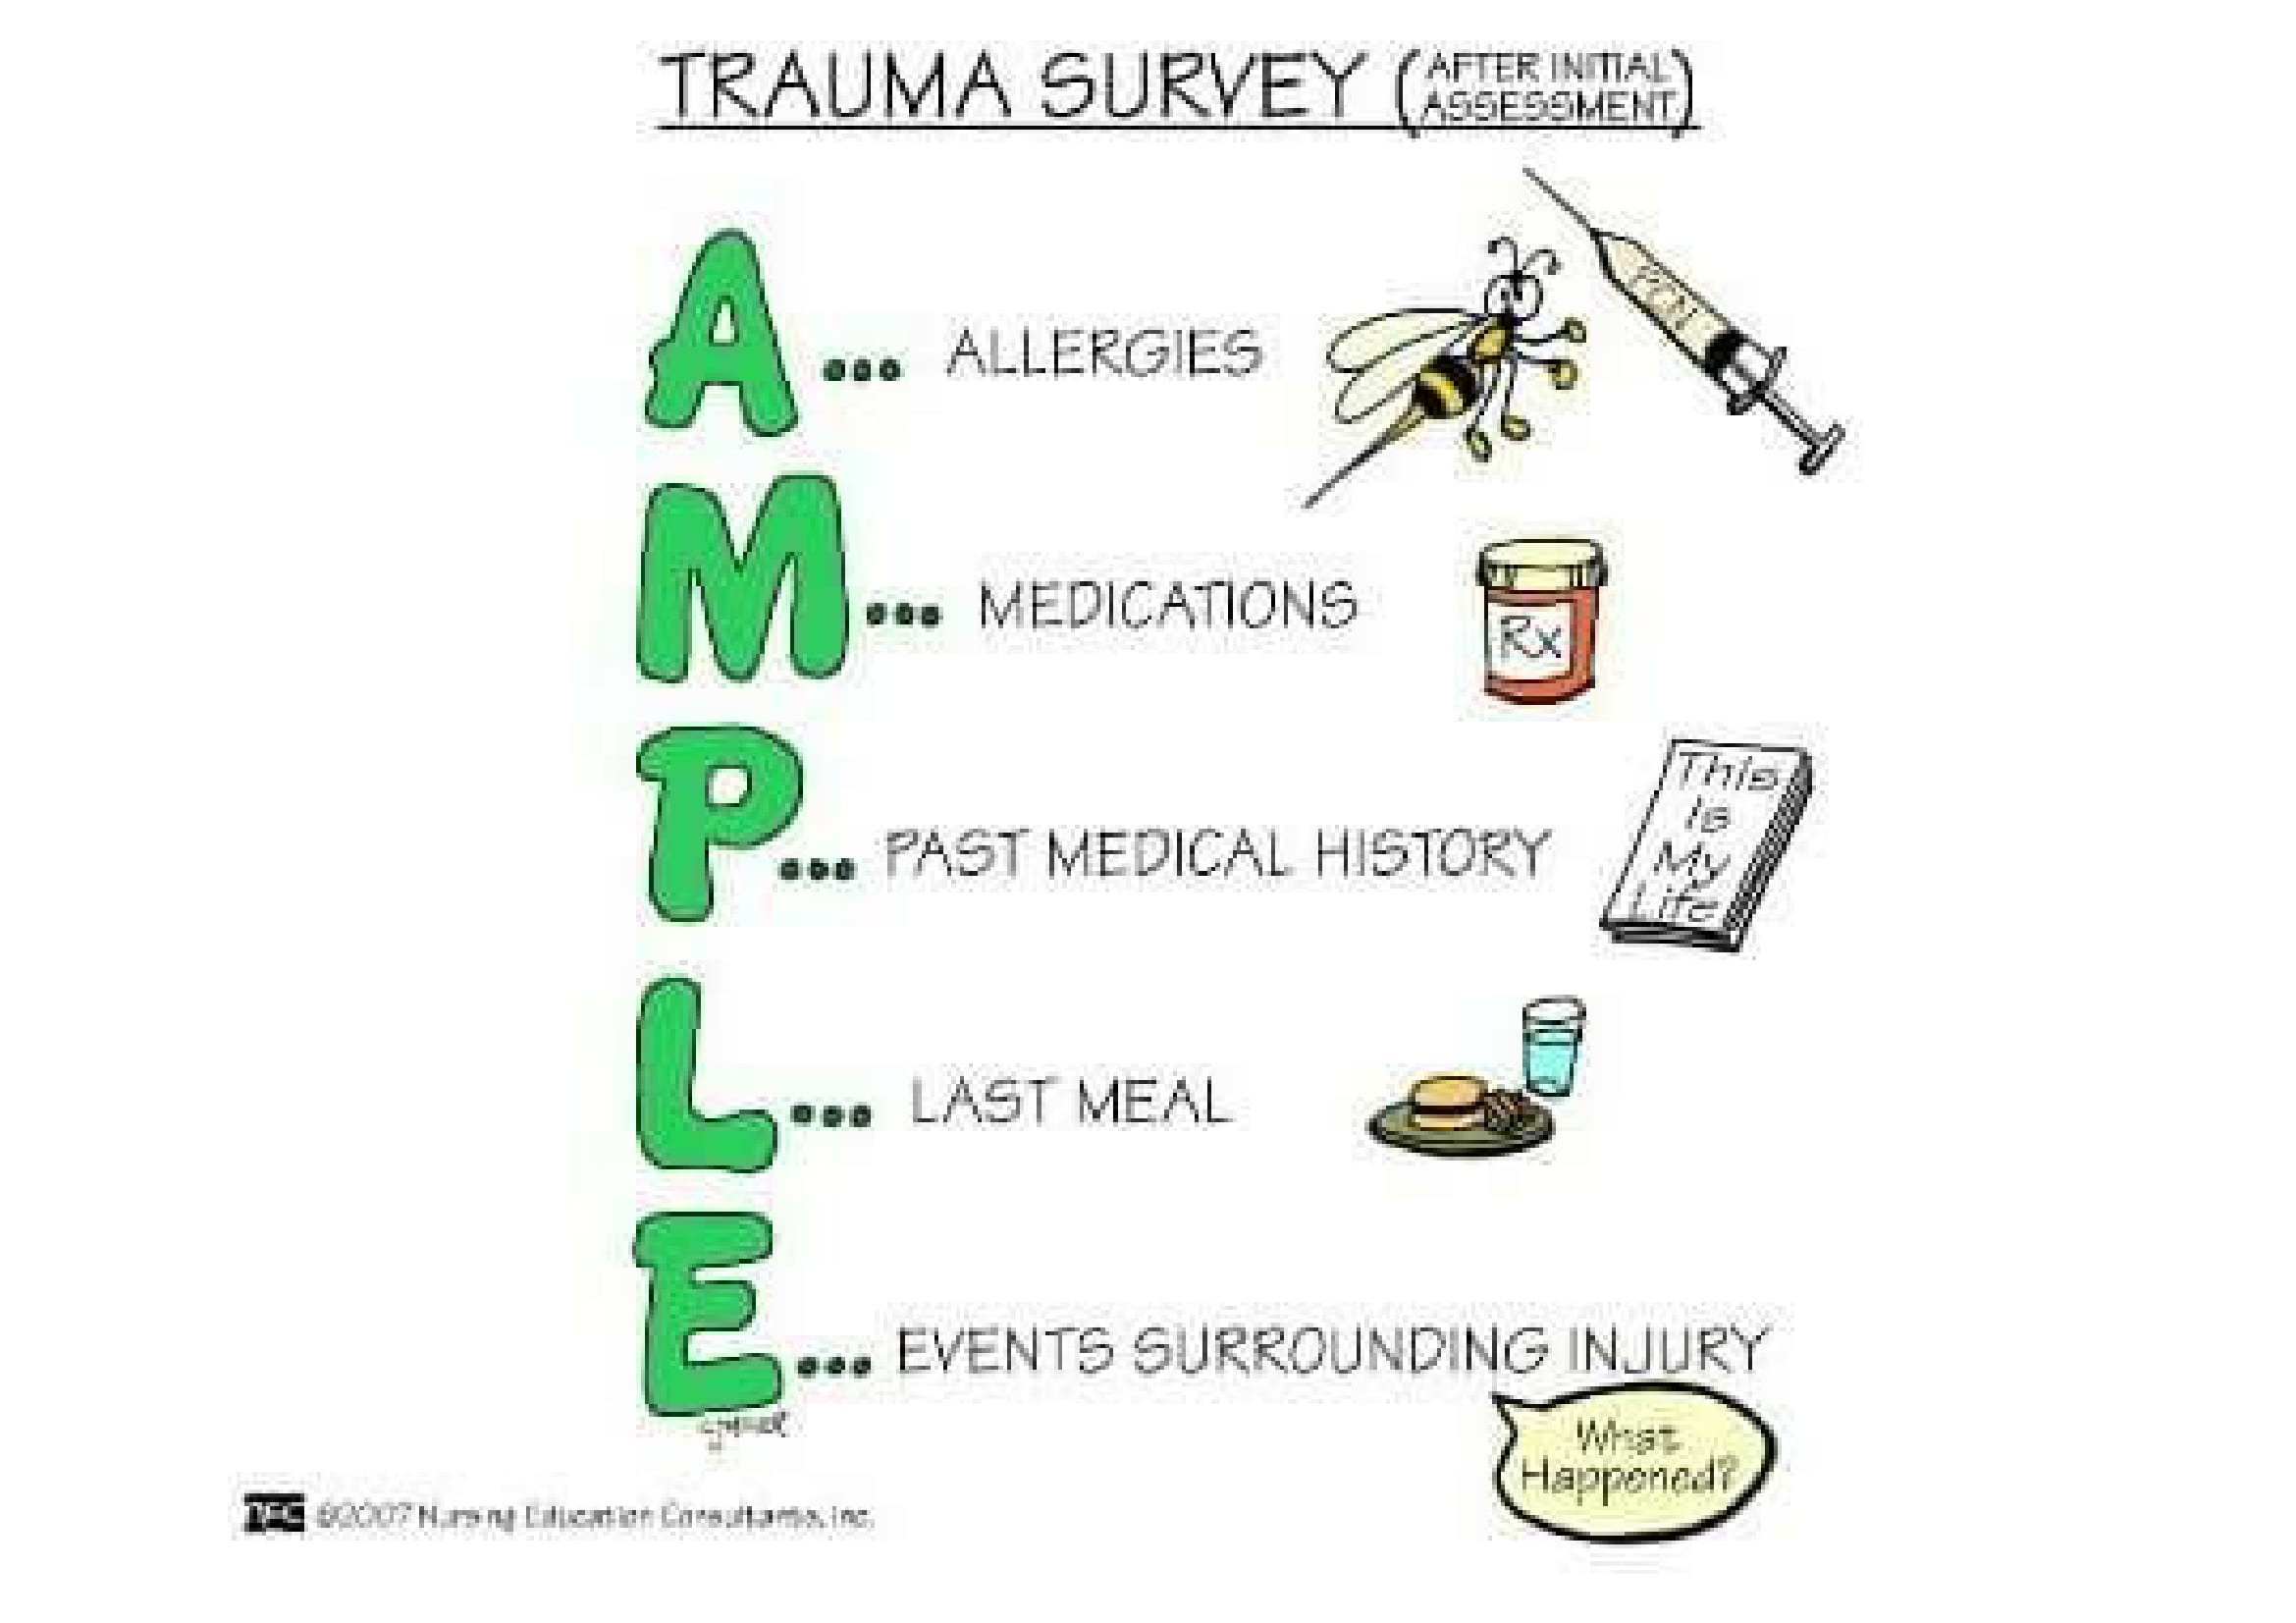 TRAUMA SURVEY (AFTER INITIAL ASSESSMENT)
A... ALLERGIES
PCN
M... MEDICATIONS
Rx
P... PAST MEDICAL HISTORY
This
Is
My
Life
L... LAST MEAL
E... EVENTS SURROUNDING INJURY
What
Happened?
NEC ©2007 Nursing Education Consultants, Inc.